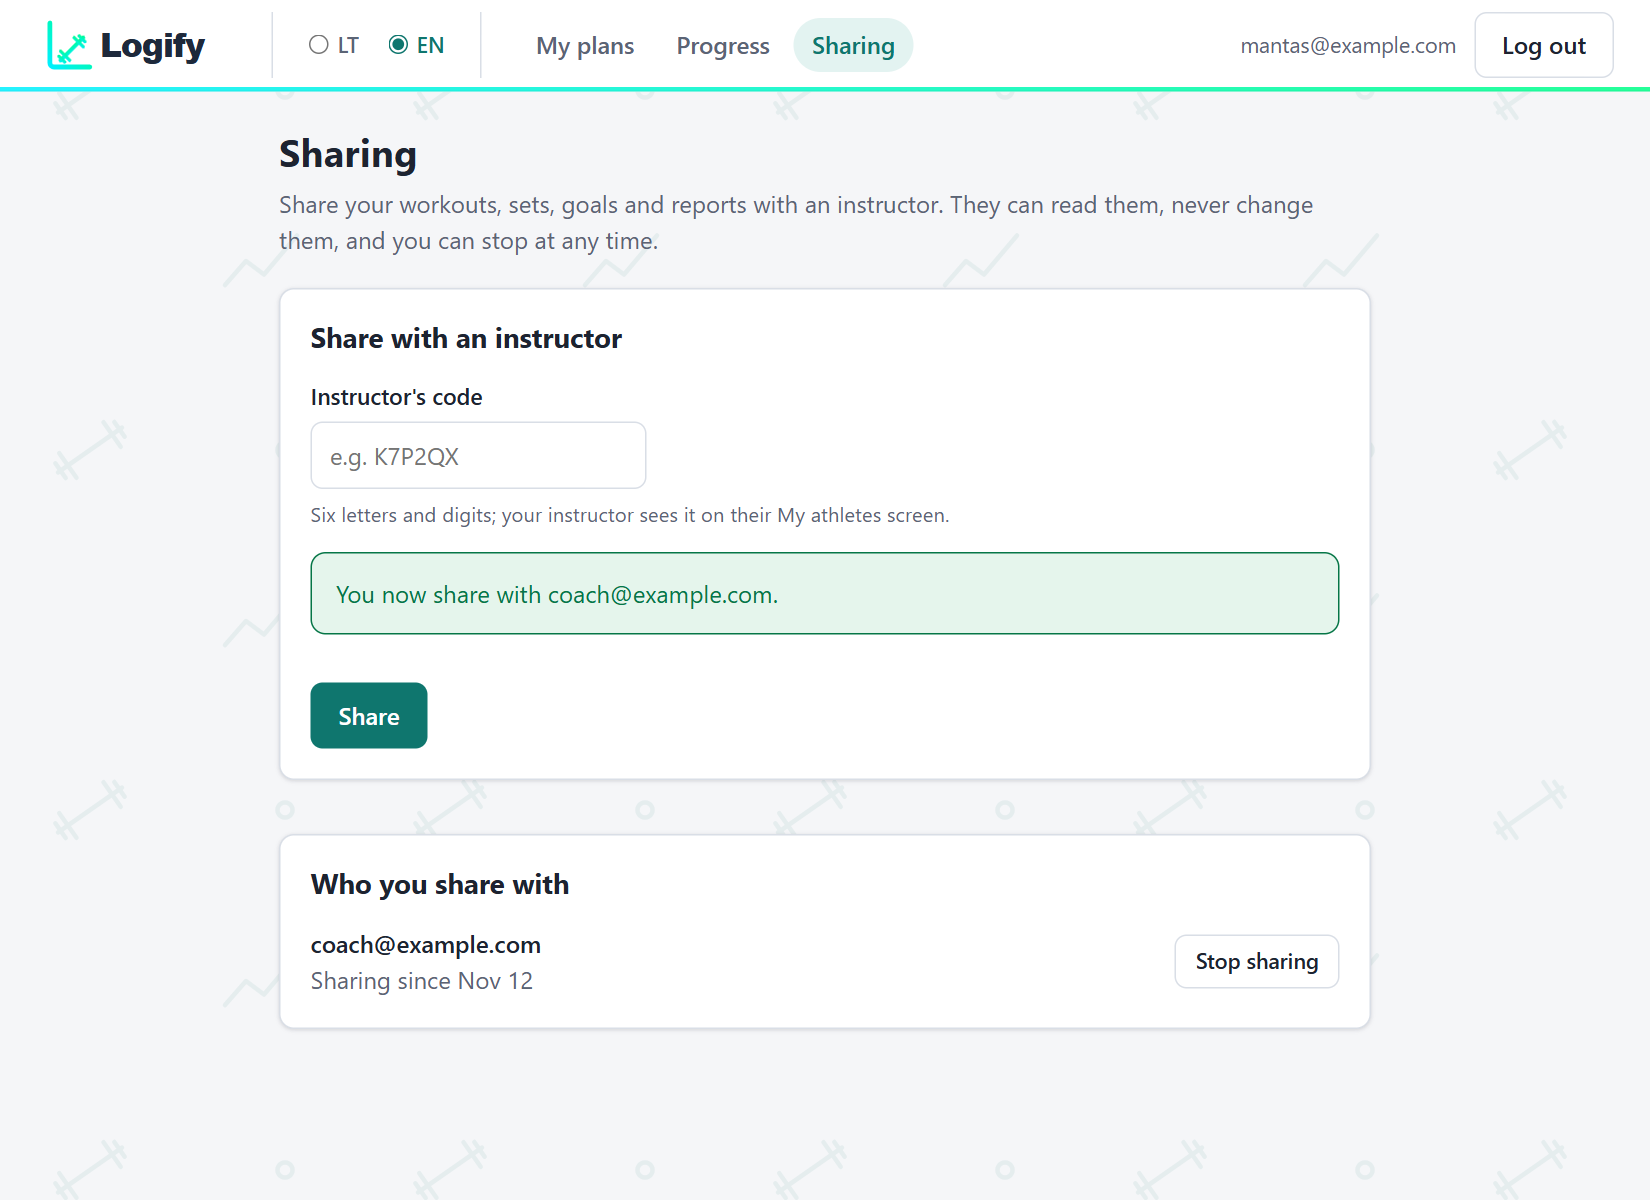 Logify
LT
EN
My plans
Progress
Sharing
mantas@example.com
Log out
Sharing
Share your workouts, sets, goals and reports with an instructor. They can read them, never change
them, and you can stop at any time.
Share with an instructor
Instructor's code
e.g. K7P2QX
Six letters and digits; your instructor sees it on their My athletes screen.
You now share with coach@example.com.
Share
Who you share with
coach@example.com
Sharing since Nov 12
Stop sharing